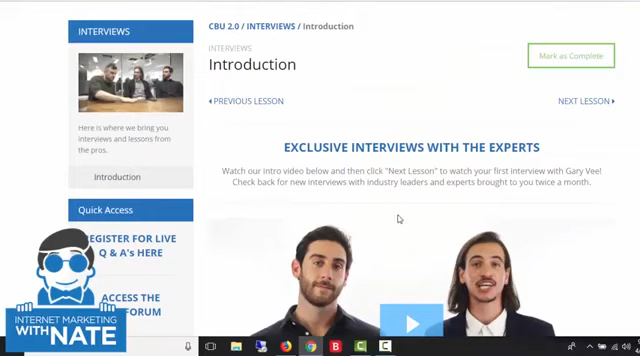 INTERVIEWS
Here is where we bring you
interviews and lessons from
the pros.
Introduction
Quick Access
REGISTER FOR LIVE
Q & A's HERE
ACCESS THE
FORUM
CBU 2.0 / INTERVIEWS / Introduction
INTERVIEWS
Introduction
Mark as Complete
PREVIOUS LESSON
NEXT LESSON
EXCLUSIVE INTERVIEWS WITH THE EXPERTS
Watch our intro video below and then click "Next Lesson" to watch your first interview with Gary Vee!
Check back for new interviews with industry leaders and experts brought to you twice a month.
INTERNET MARKETING
WITH
NATE